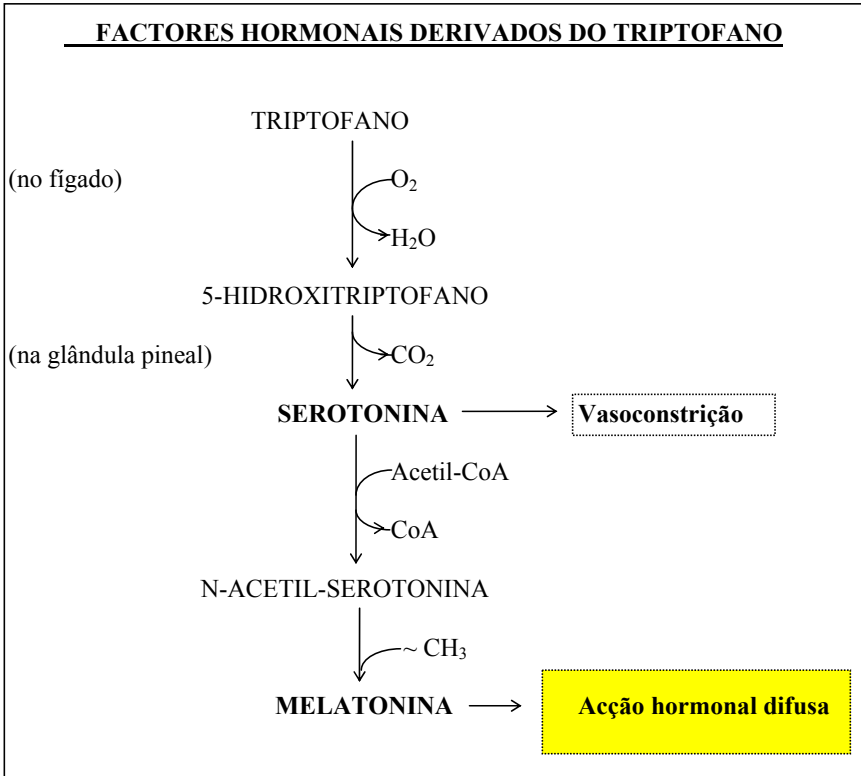 FACTORES HORMONAIS DERIVADOS DO TRIPTOFANO
TRIPTOFANO
(no fígado)
O₂
H₂O
5-HIDROXITRIPTOFANO
(na glândula pineal)
CO₂
SEROTONINA
Vasoconstrição
Acetil-CoA
CoA
N-ACETIL-SEROTONINA
~ CH₃
MELATONINA
Acção hormonal difusa